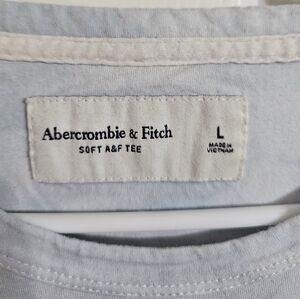 Abercrombie & Fitch
SOFT A&F TEE
L
MADE IN
VIETNAM